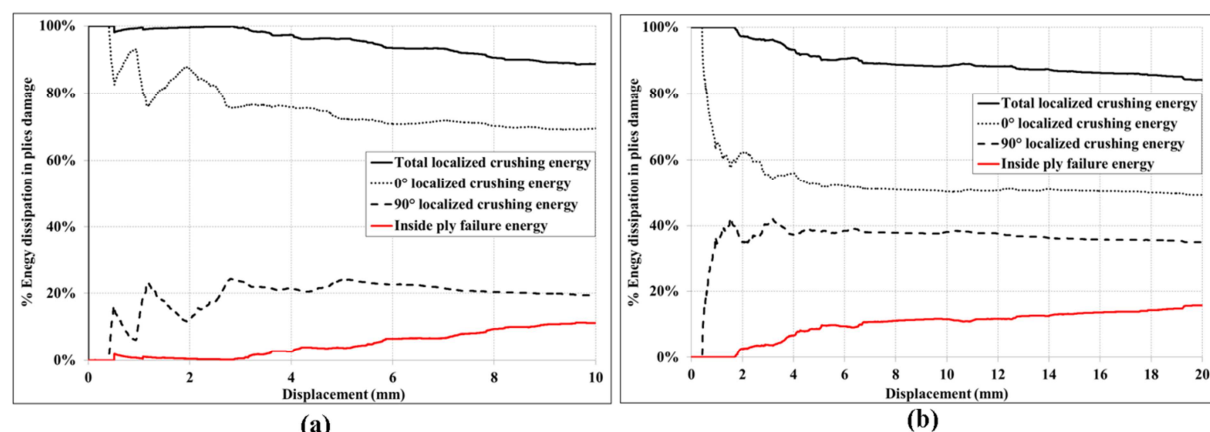 % Enegy dissipation in plies damage
100%
80%
60%
40%
20%
0%
Total localized crushing energy
0° localized crushing energy
90° localized crushing energy
Inside ply failure energy
0 2 4 6 8 10
Displacement (mm)
(a)
% Enegy dissipation in plies damage
100%
80%
60%
40%
20%
0%
Total localized crushing energy
0° localized crushing energy
90° localized crushing energy
Inside ply failure energy
0 2 4 6 8 10 12 14 16 18 20
Displacement (mm)
(b)